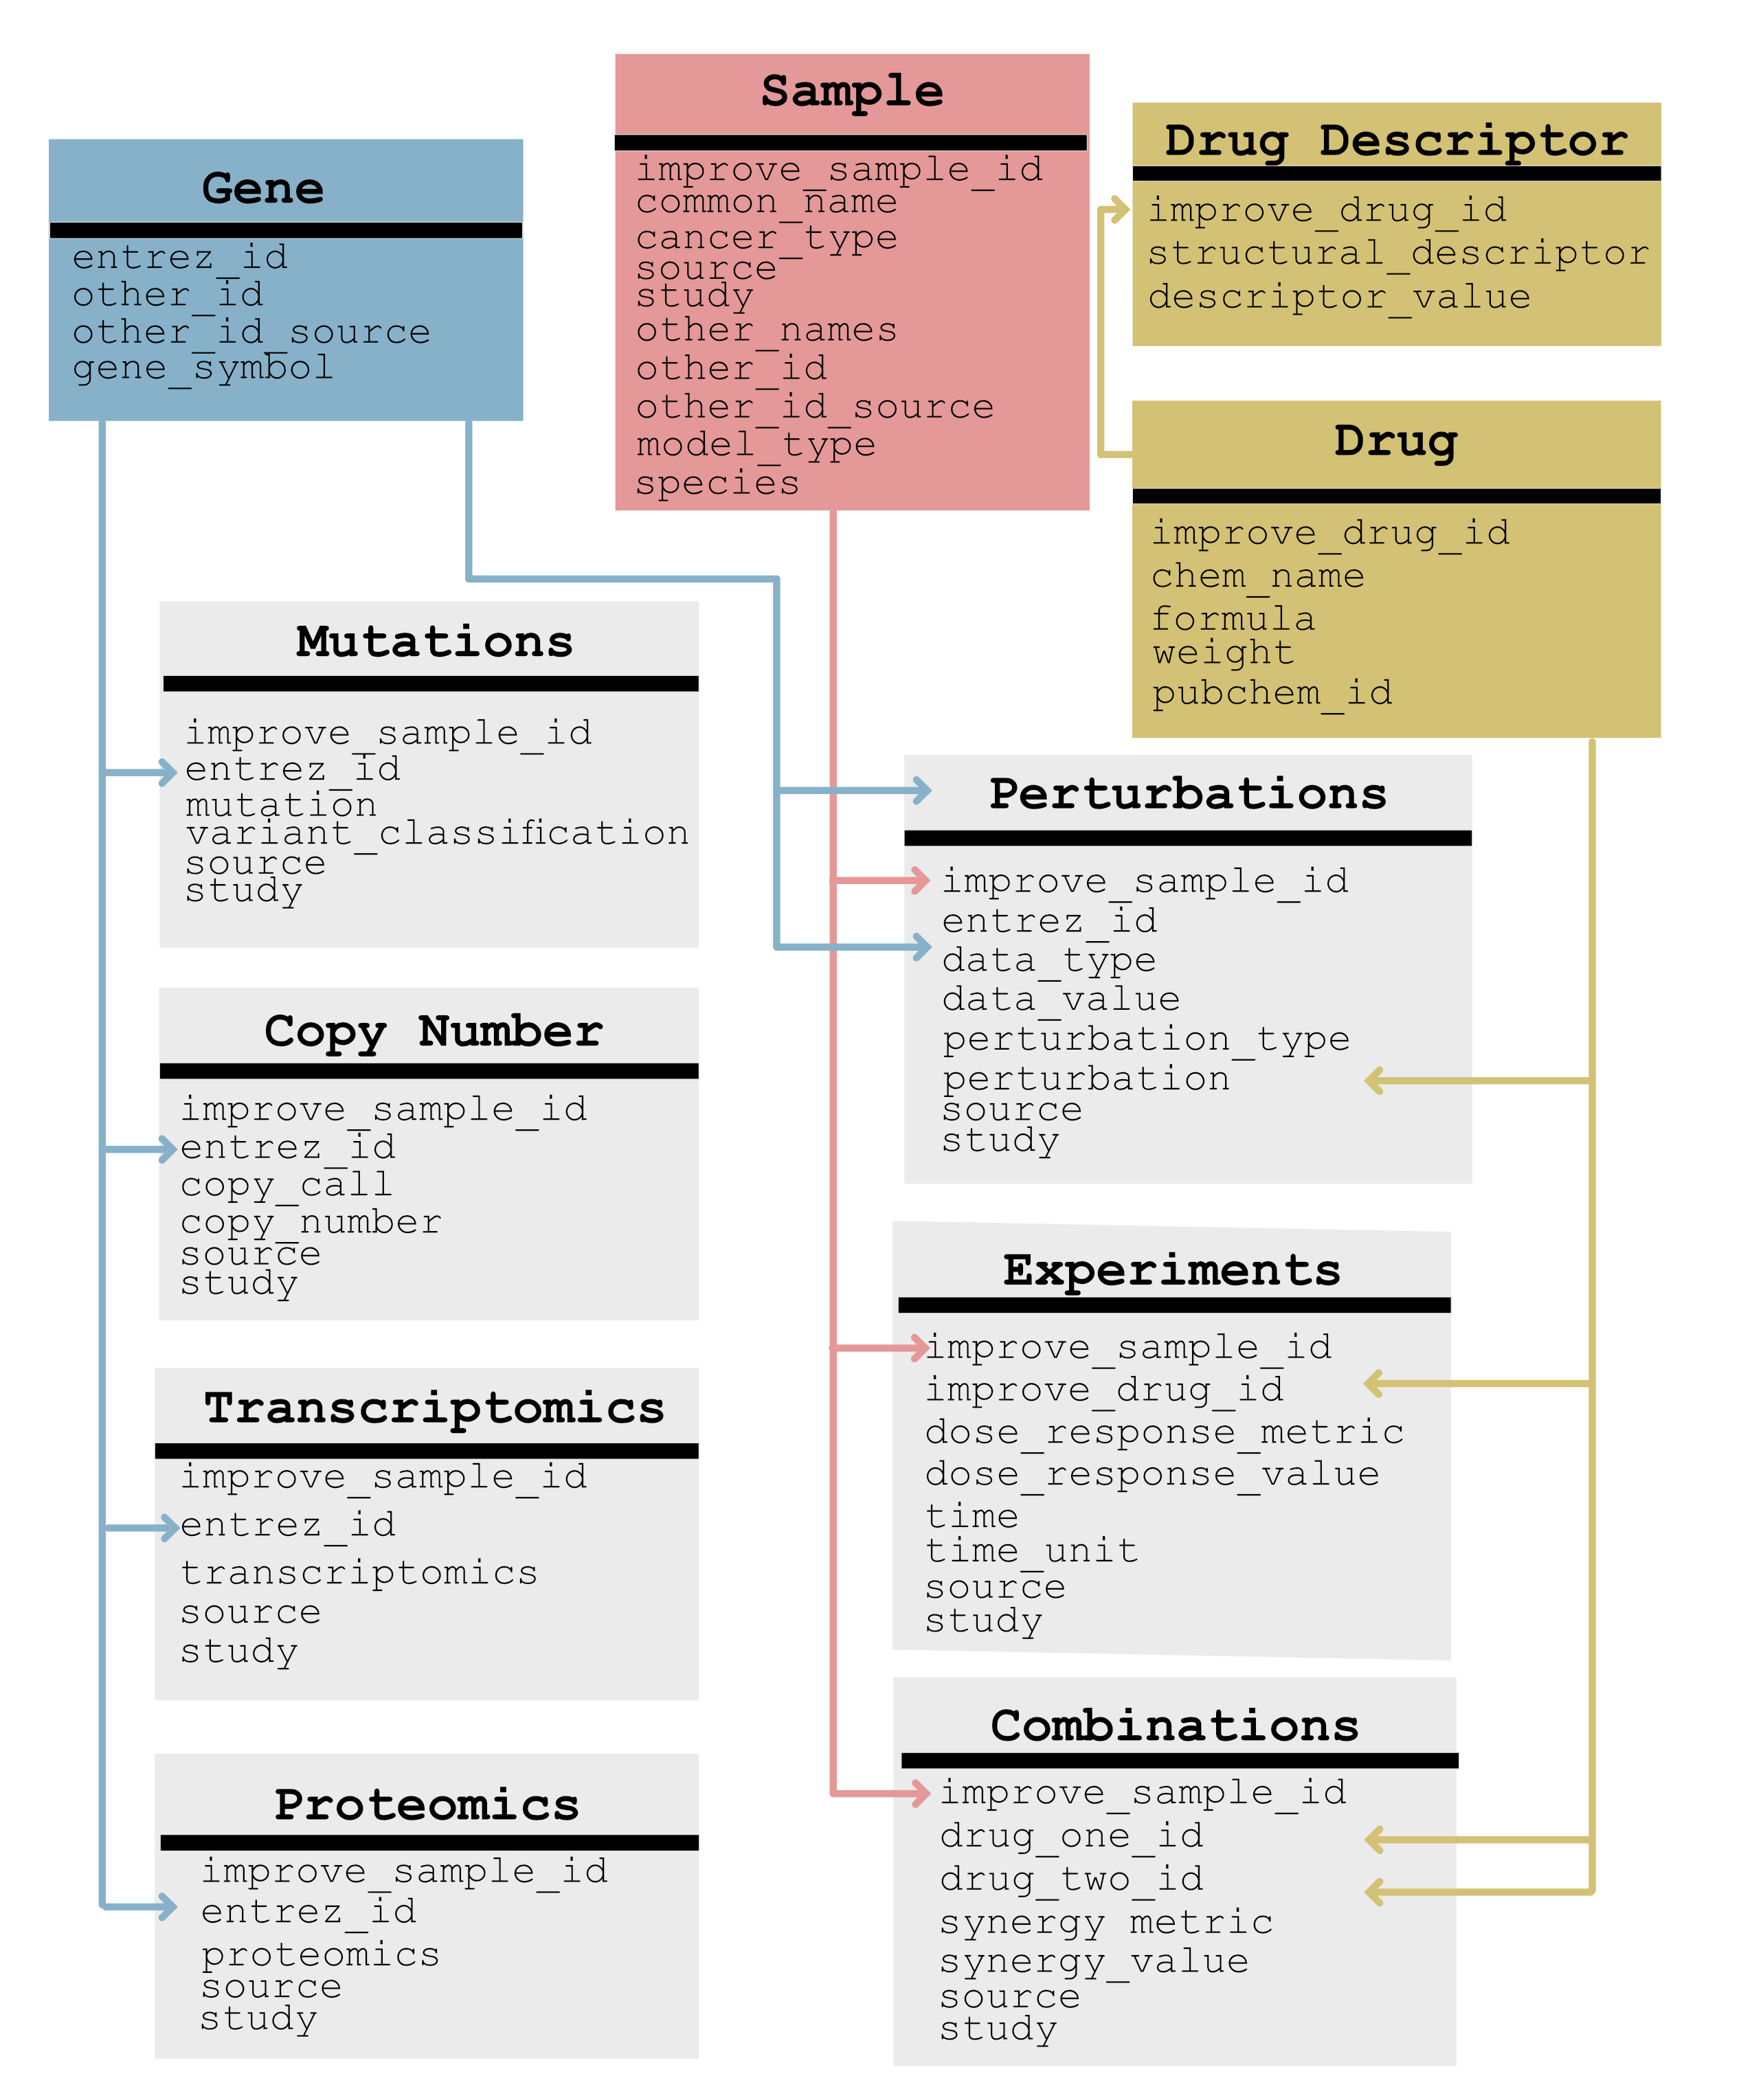 Gene
entrez_id
other_id
other_id_source
gene_symbol
Sample
improve_sample_id
common_name
cancer_type
source
study
other_names
other_id
other_id_source
model_type
species
Drug Descriptor
improve_drug_id
structural_descriptor
descriptor_value
Drug
improve_drug_id
chem_name
formula
weight
pubchem_id
Mutations
improve_sample_id
entrez_id
mutation
variant_classification
source
study
Copy Number
improve_sample_id
entrez_id
copy_call
copy_number
source
study
Transcriptomics
improve_sample_id
entrez_id
transcriptomics
source
study
Proteomics
improve_sample_id
entrez_id
proteomics
source
study
Perturbations
improve_sample_id
entrez_id
data_type
data_value
perturbation_type
perturbation
source
study
Experiments
improve_sample_id
improve_drug_id
dose_response_metric
dose_response_value
time
time_unit
source
study
Combinations
improve_sample_id
drug_one_id
drug_two_id
synergy metric
synergy_value
source
study